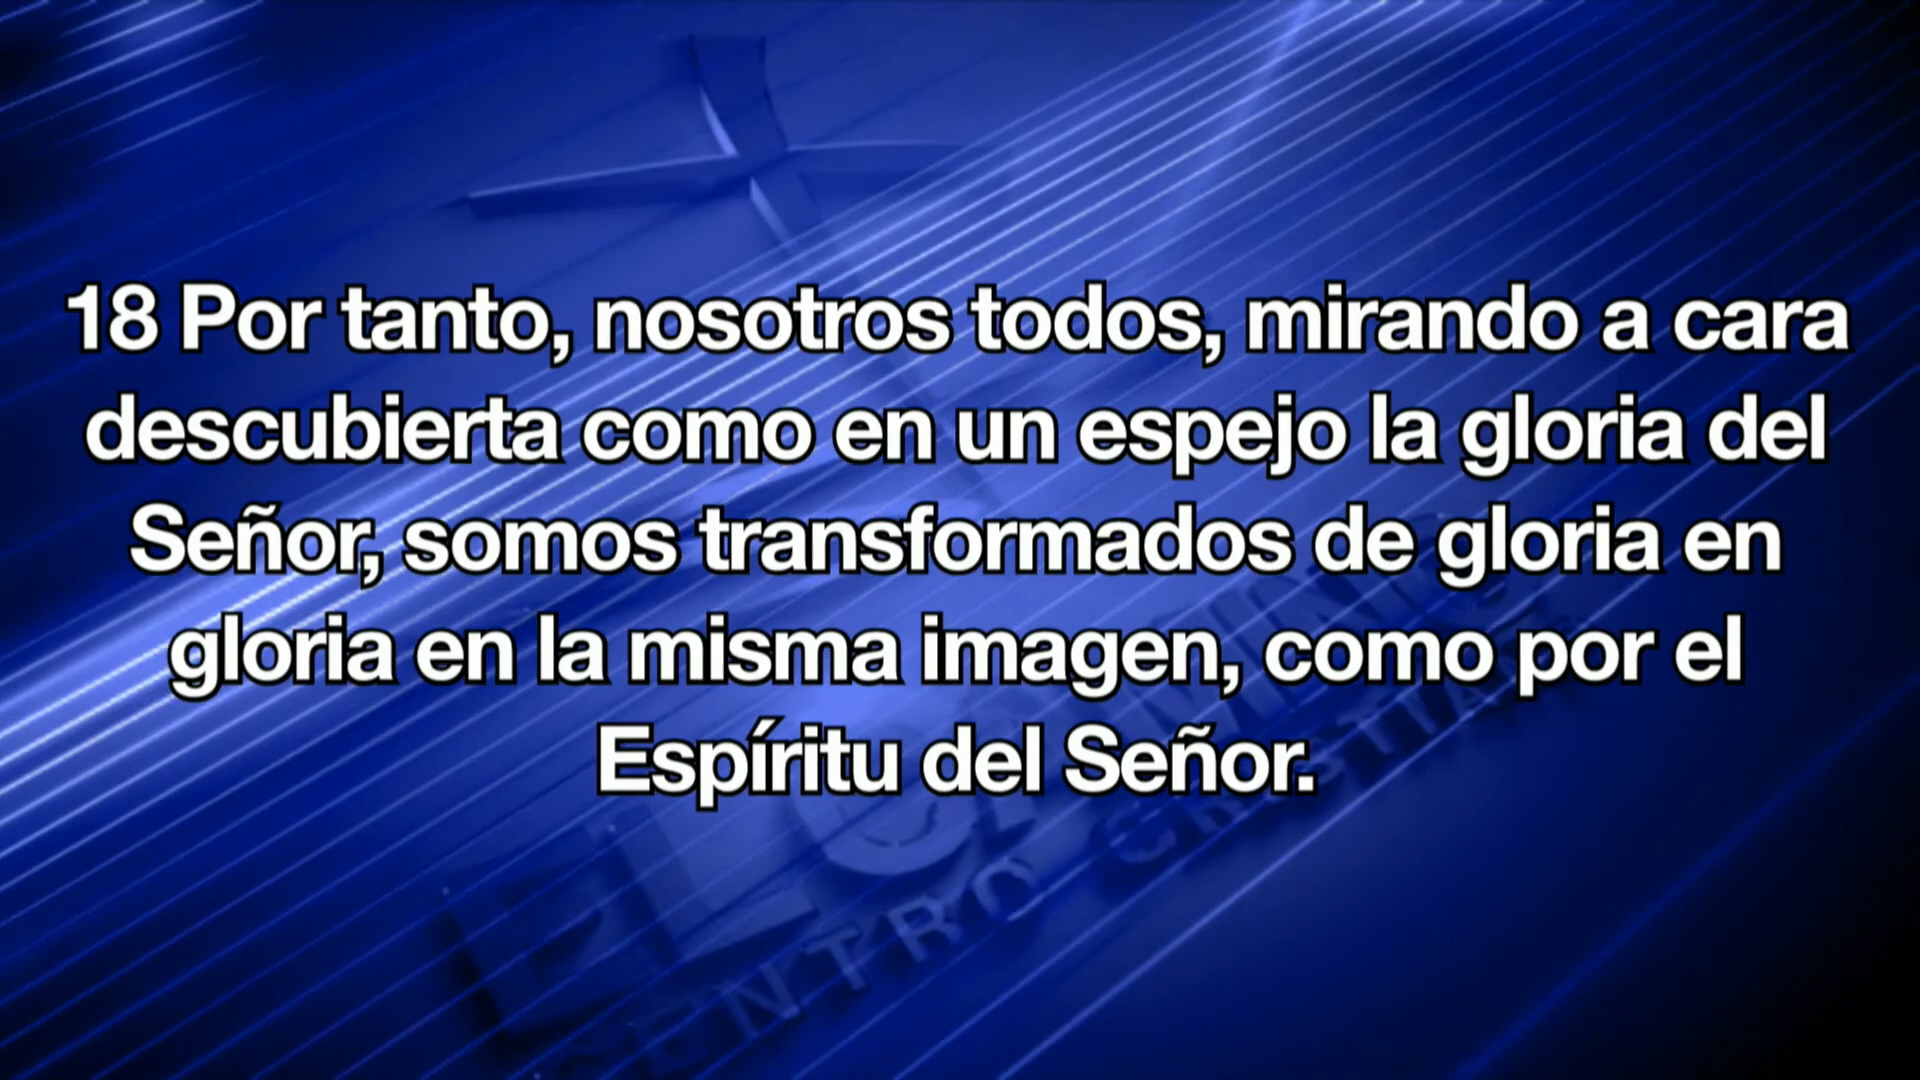 18 Por tanto, nosotros todos, mirando a cara
descubierta como en un espejo la gloria del
Señor, somos transformados de gloria en
gloria en la misma imagen, como por el
Espíritu del Señor.